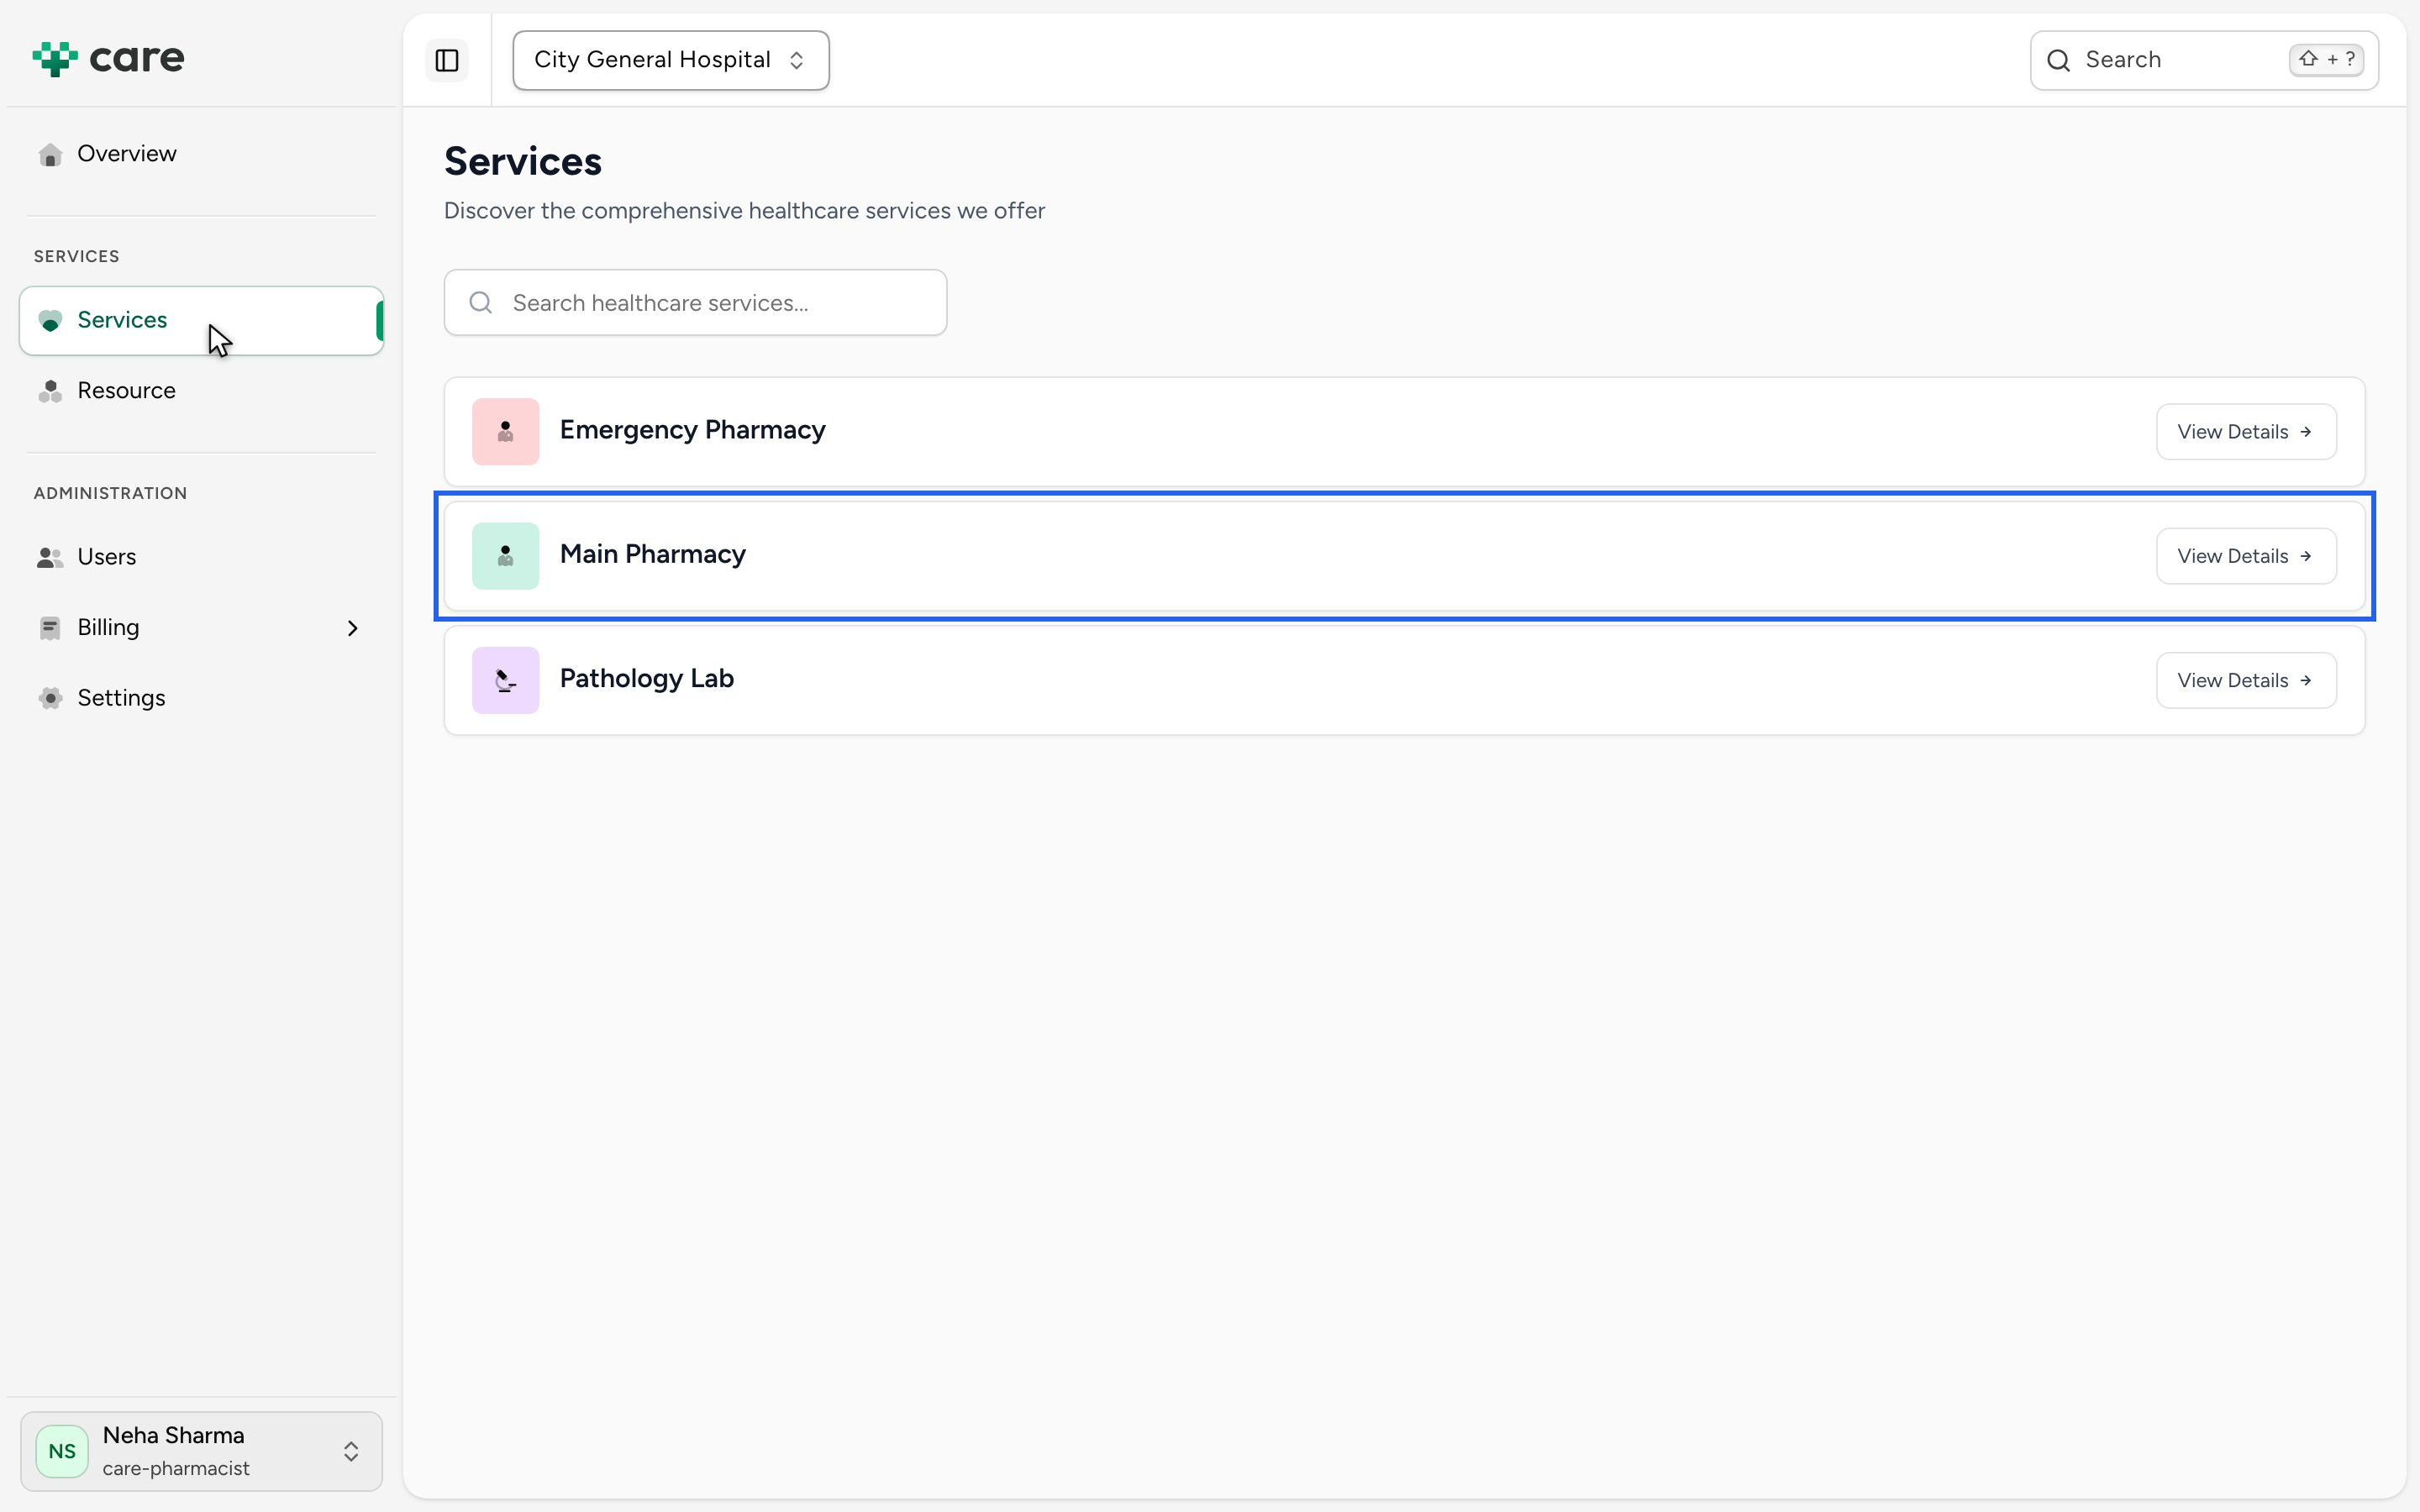 care
City General Hospital
Search
+ ?
Overview
SERVICES
Services
Resource
ADMINISTRATION
Users
Billing
Settings
Services
Discover the comprehensive healthcare services we offer
Search healthcare services...
Emergency Pharmacy
View Details →
Main Pharmacy
View Details →
Pathology Lab
View Details →
NS
Neha Sharma
care-pharmacist